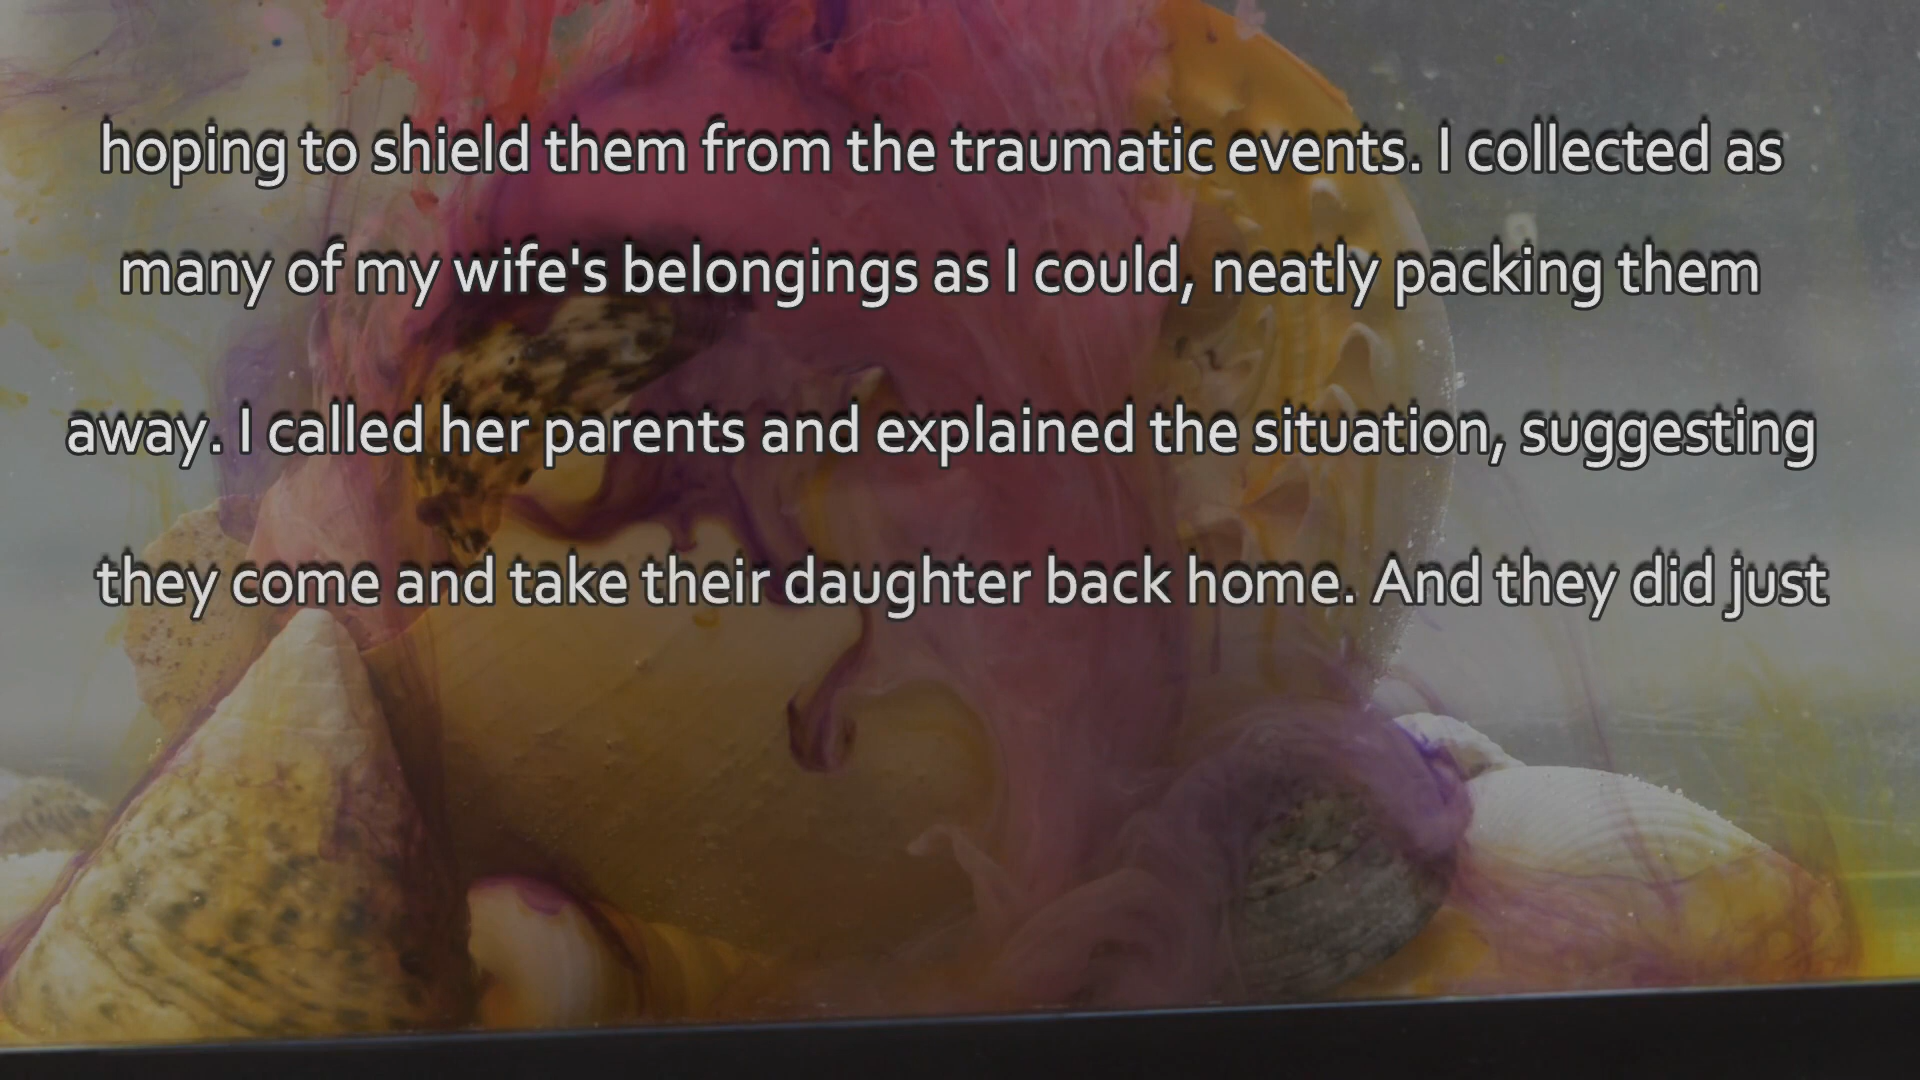 hoping to shield them from the traumatic events. I collected as
many of my wife's belongings as I could, neatly packing them
away. I called her parents and explained the situation, suggesting
they come and take their daughter back home. And they did just